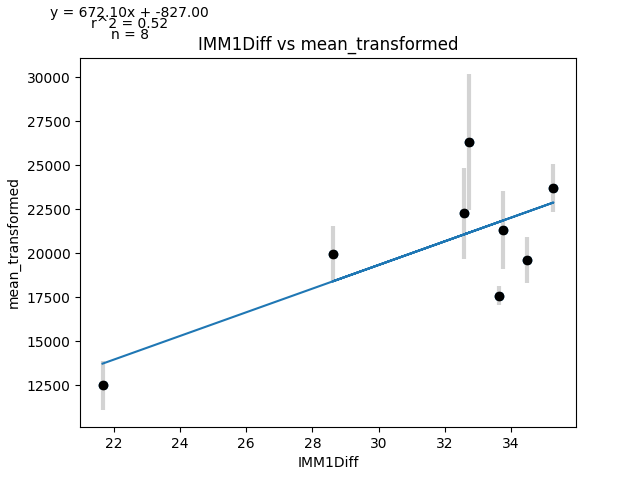 y = 672.10x + -827.00
r^2 = 0.52
n = 8
IMM1Diff vs mean_transformed
30000
27500
25000
22500
20000
17500
15000
12500
mean_transformed
22
24
26
28
30
32
34
IMM1Diff